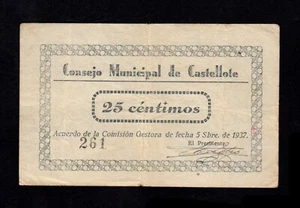 Consejo Municipal de Castellote
25 céntimos
Acuerdo de la Comisión Gestora de fecha 5 Sbre. de 1937.
261
El Presidente,